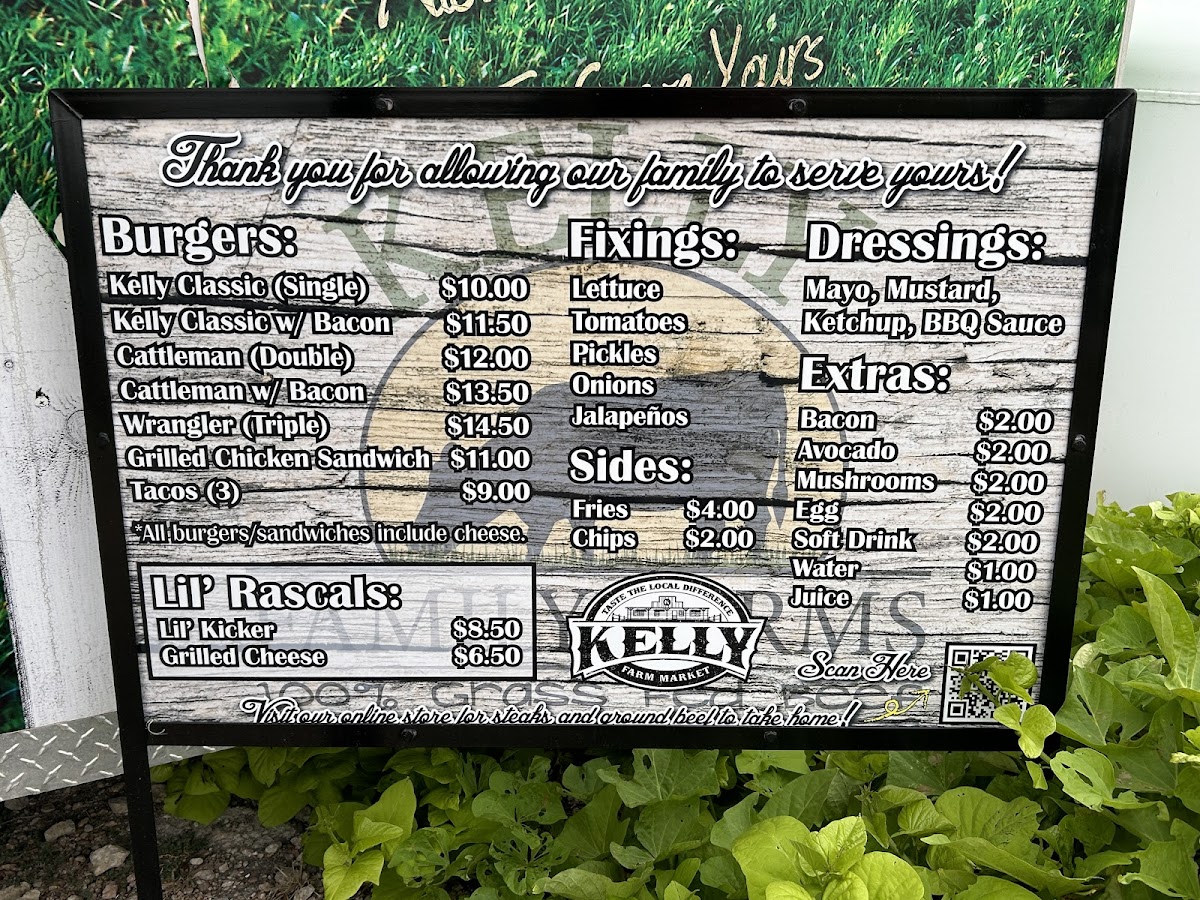 Yours
Thank you for allowing our family to serve yours!
Burgers:
Kelly Classic (Single) $10.00
Kelly Classic w/ Bacon $11.50
Cattleman (Double) $12.00
Cattleman w/ Bacon $13.50
Wrangler (Triple) $14.50
Grilled Chicken Sandwich $11.00
Tacos (3) $9.00
*All burgers/sandwiches include cheese.
Lil' Rascals:
Lil' Kicker $8.50
Grilled Cheese $6.50
Fixings:
Lettuce
Tomatoes
Pickles
Onions
Jalapeños
Sides:
Fries $4.00
Chips $2.00
Dressings:
Mayo, Mustard,
Ketchup, BBQ Sauce
Extras:
Bacon $2.00
Avocado $2.00
Mushrooms $2.00
Egg $2.00
Soft Drink $2.00
Water $1.00
Juice $1.00
TASTE THE LOCAL DIFFERENCE
KELLY
FARM MARKET
Scan Here
KELLY
100% Grass Fed Beef
Visit our online store for steaks and ground beef to take home!